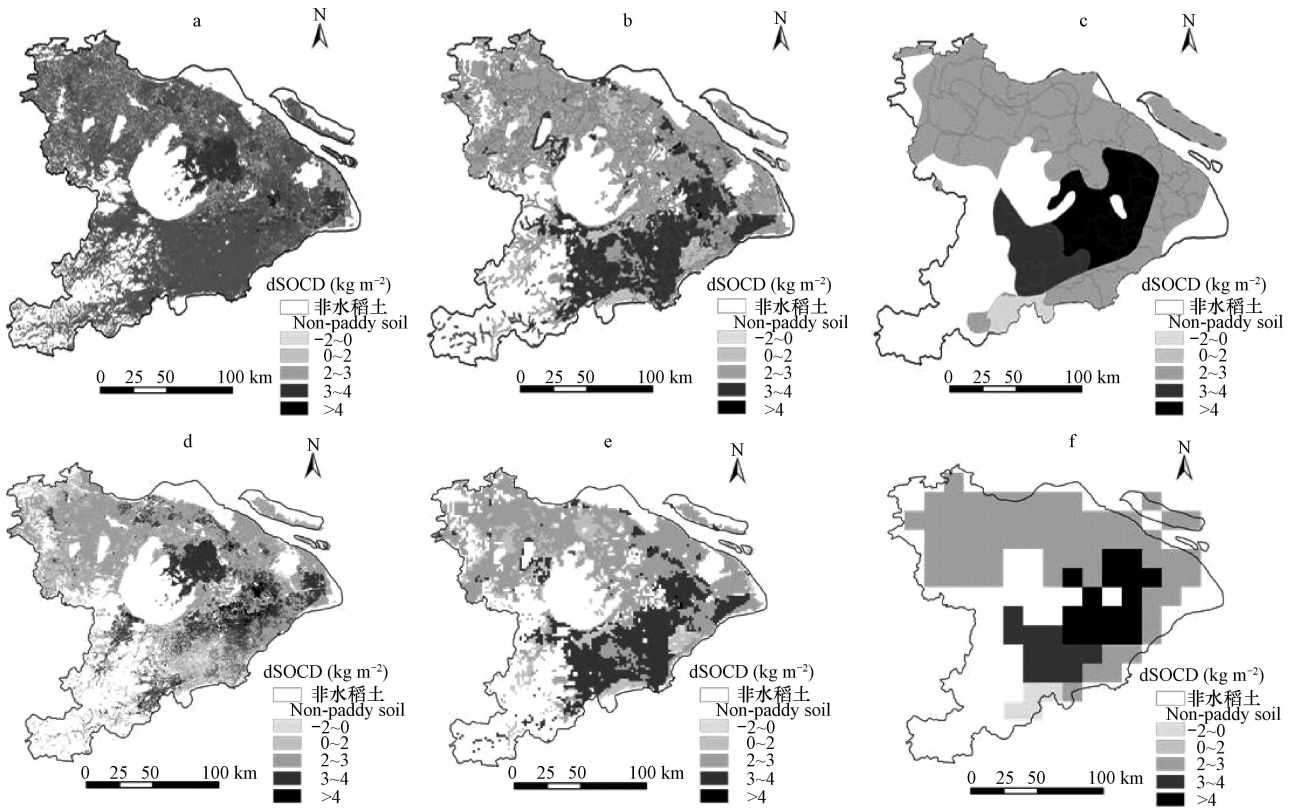 a
N
dSOCD (kg m⁻²)
非水稻土
Non-paddy soil
−2~0
0~2
2~3
3~4
>4
0 25 50 100 km
b
N
dSOCD (kg m⁻²)
非水稻土
Non-paddy soil
−2~0
0~2
2~3
3~4
>4
0 25 50 100 km
c
N
dSOCD (kg m⁻²)
非水稻土
Non-paddy soil
−2~0
0~2
2~3
3~4
>4
0 25 50 100 km
d
N
dSOCD (kg m⁻²)
非水稻土
Non-paddy soil
−2~0
0~2
2~3
3~4
>4
0 25 50 100 km
e
N
dSOCD (kg m⁻²)
非水稻土
Non-paddy soil
−2~0
0~2
2~3
3~4
>4
0 25 50 100 km
f
N
dSOCD (kg m⁻²)
非水稻土
Non-paddy soil
−2~0
0~2
2~3
3~4
>4
0 25 50 100 km